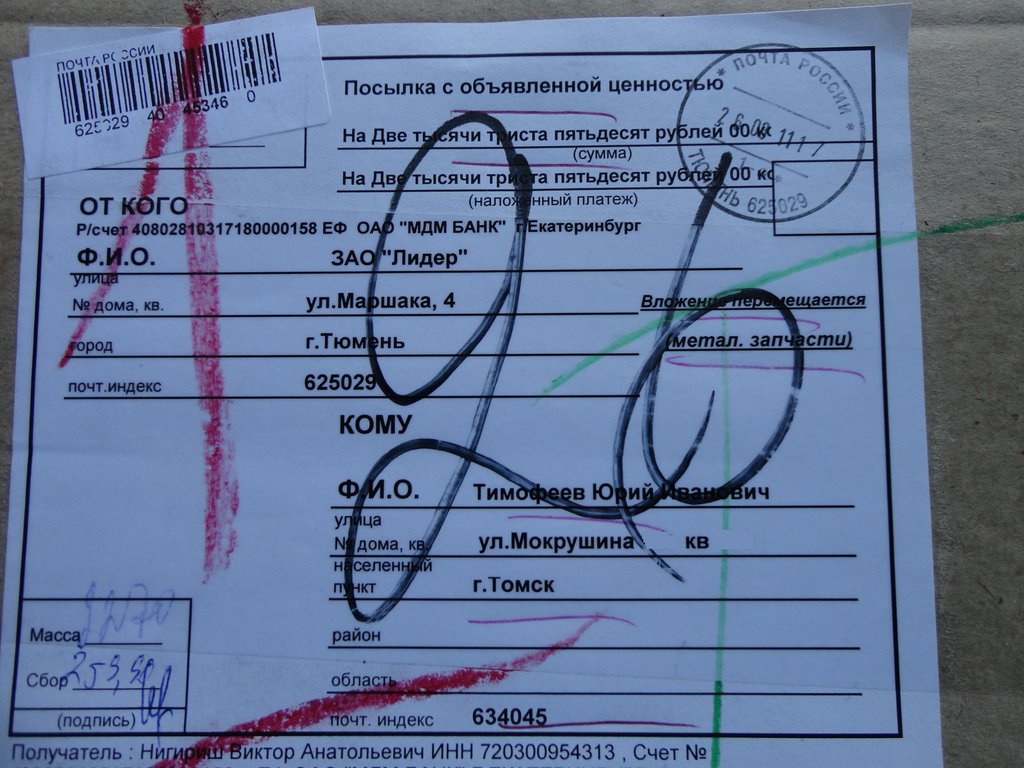 ПОЧТА РОССИИ
625029 40 45346 0
Посылка с объявленной ценностью
ПОЧТА РОССИИ
На Две тысячи триста пятьдесят рублей 00 к
(сумма)
На Две тысячи триста пятьдесят рублей 00 ко
(наложенный платеж)
ТЮМЕНЬ 625029
ОТ КОГО
Р/счет 40802810317180000158 ЕФ ОАО "МДМ БАНК" г.Екатеринбург
Ф.И.О. ЗАО "Лидер"
улица
№ дома, кв. ул.Маршака, 4 Вложение перемещается
город г.Тюмень (метал. запчасти)
почт.индекс 625029
КОМУ
Ф.И.О. Тимофеев Юрий Иванович
улица
№ дома, кв. ул.Мокрушина кв
населенный
пункт г.Томск
Масса 2270
район
Сбор
область
(подпись)
почт. индекс 634045
Получатель : Нигириш Виктор Анатольевич ИНН 720300954313 , Счет №